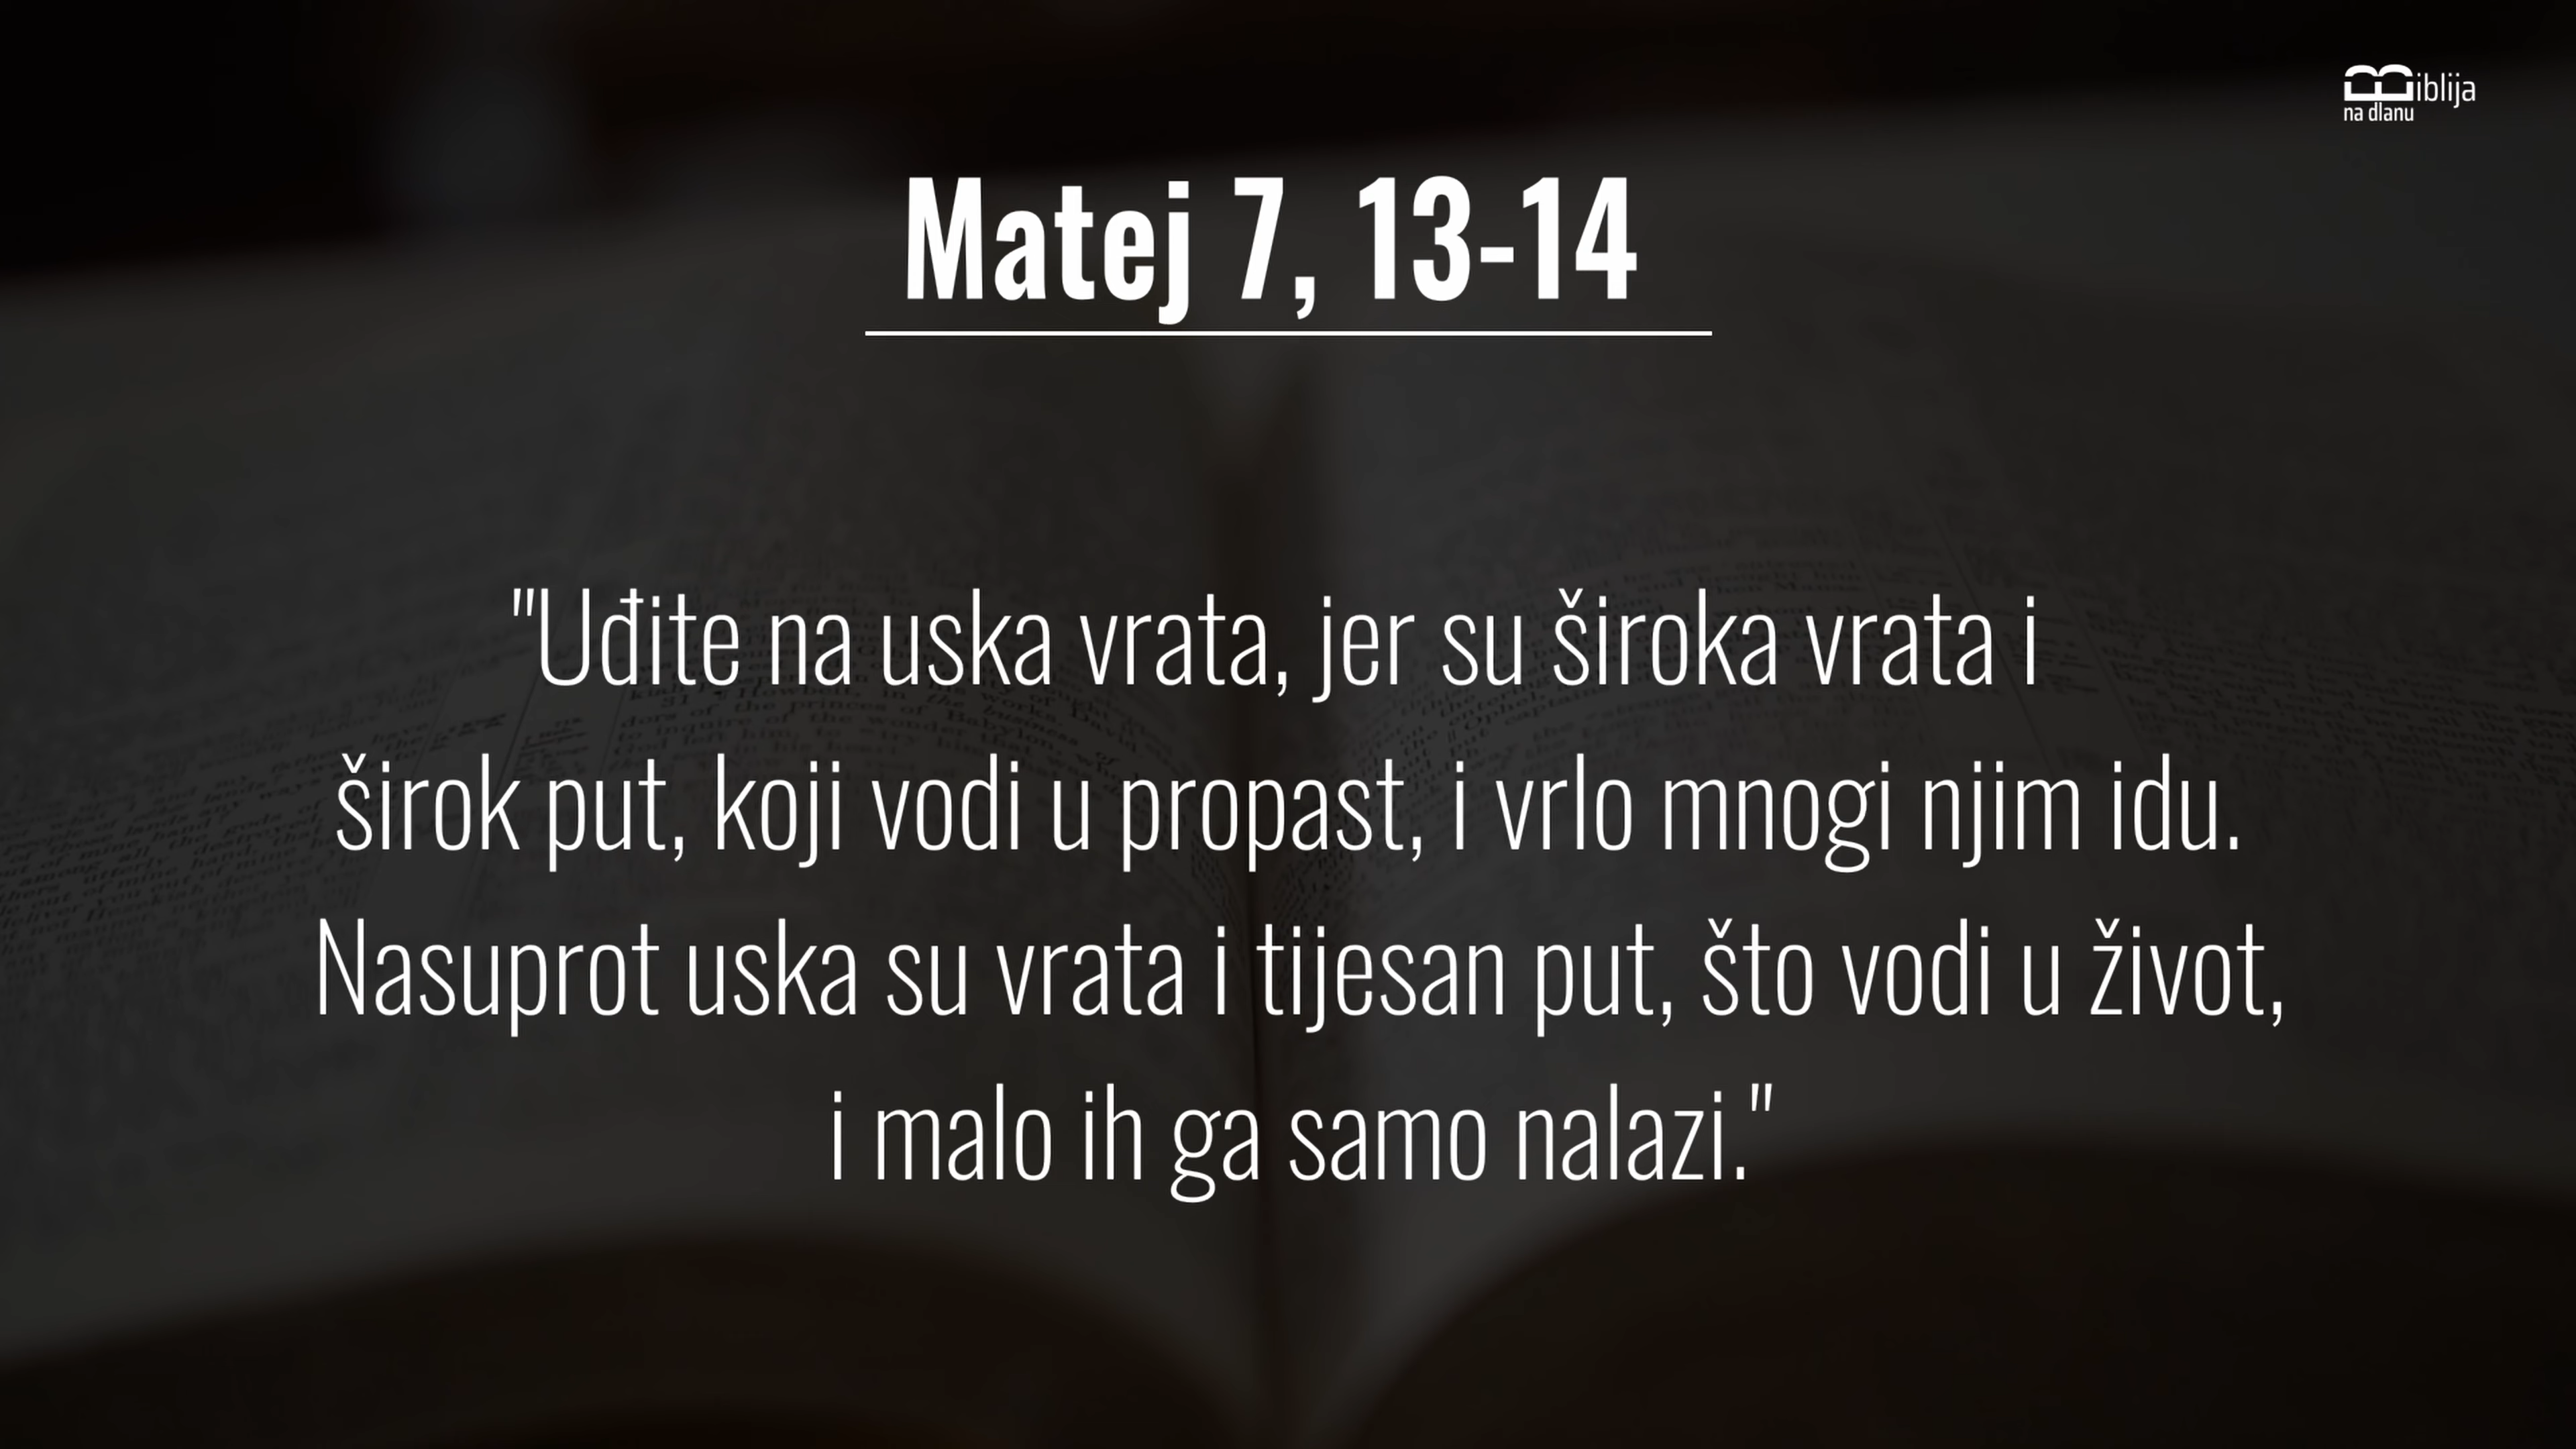 Biblija
na dlanu
Matej 7, 13-14
"Uđite na uska vrata, jer su široka vrata i
širok put, koji vodi u propast, i vrlo mnogi njim idu.
Nasuprot uska su vrata i tijesan put, što vodi u život,
i malo ih ga samo nalazi."